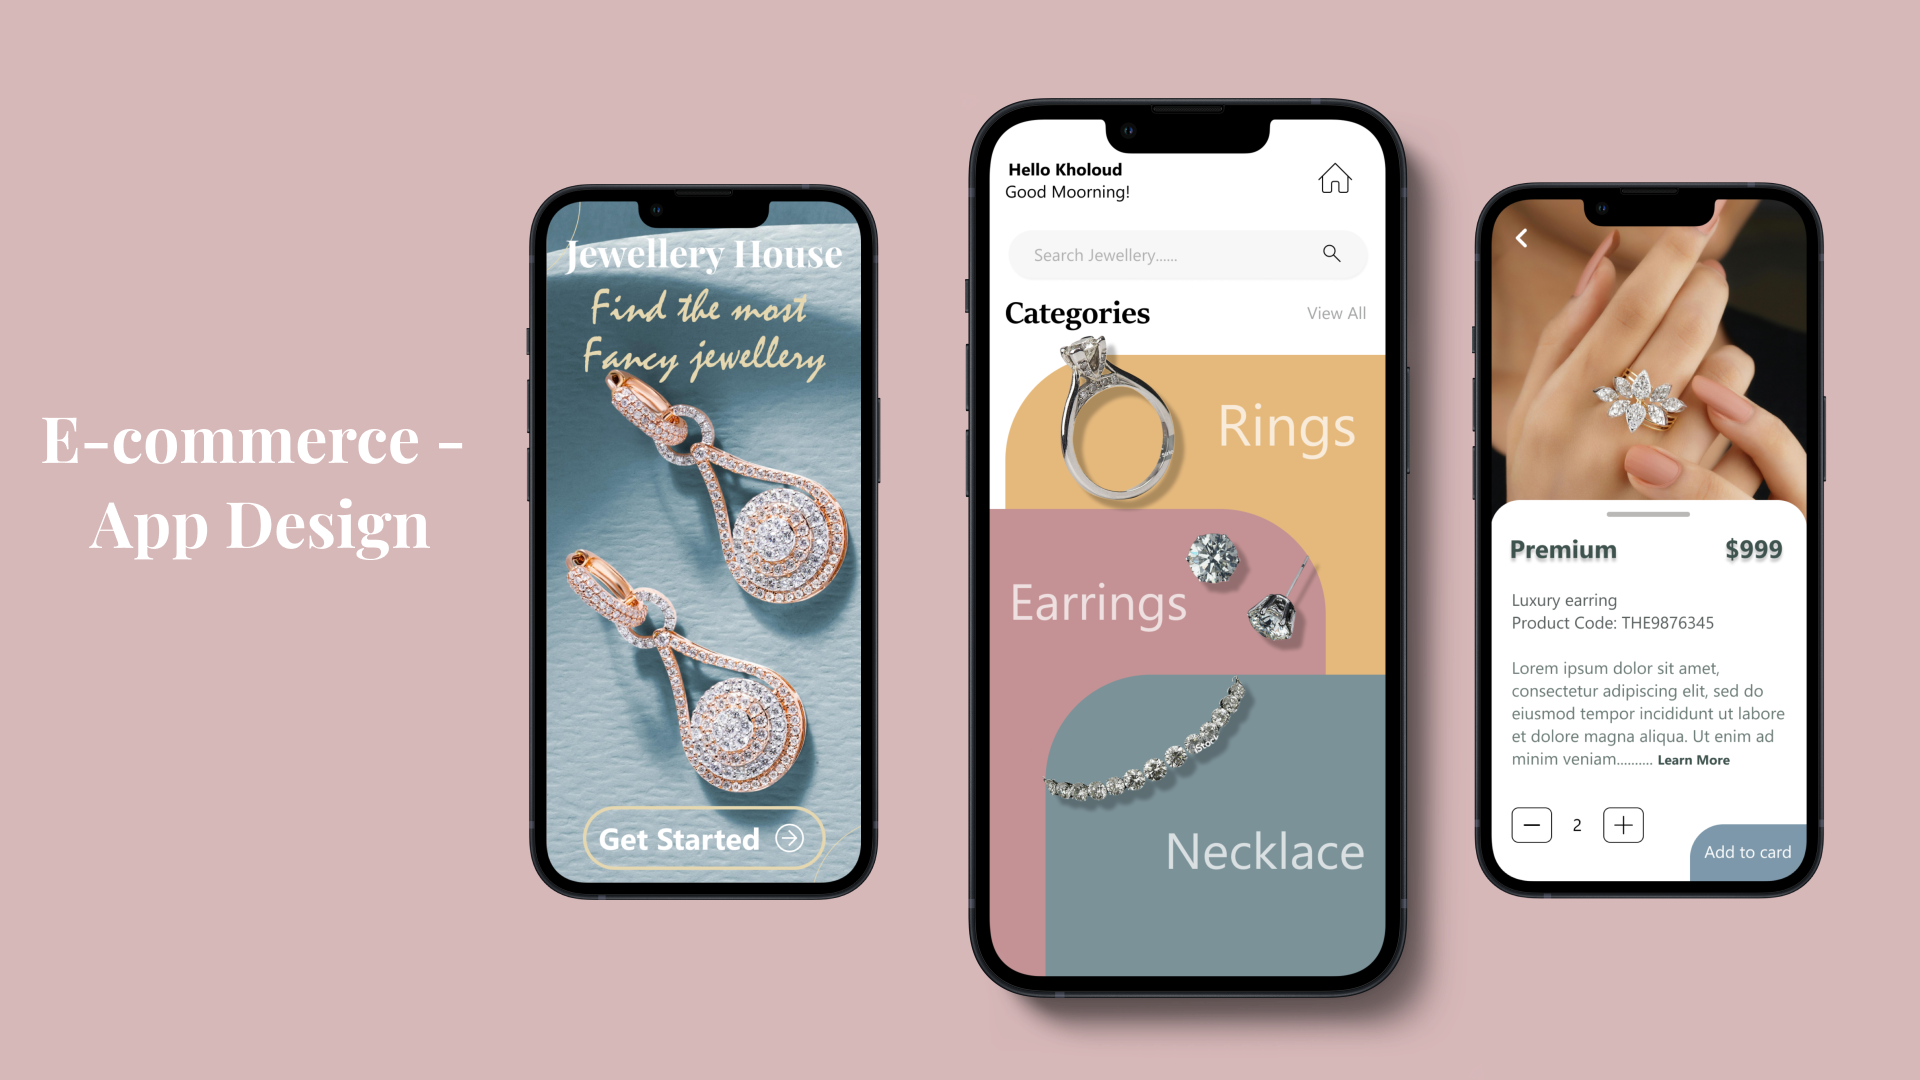 E-commerce -
App Design
Jewellery House
Find the most
Fancy jewellery
Get Started
Hello Kholoud
Good Moorning!
Search Jewellery......
Categories
View All
Rings
Earrings
iStock
Necklace
Premium
$999
Luxury earring
Product Code: THE9876345
Lorem ipsum dolor sit amet,
consectetur adipiscing elit, sed do
eiusmod tempor incididunt ut labore
et dolore magna aliqua. Ut enim ad
minim veniam.......... Learn More
2
Add to card